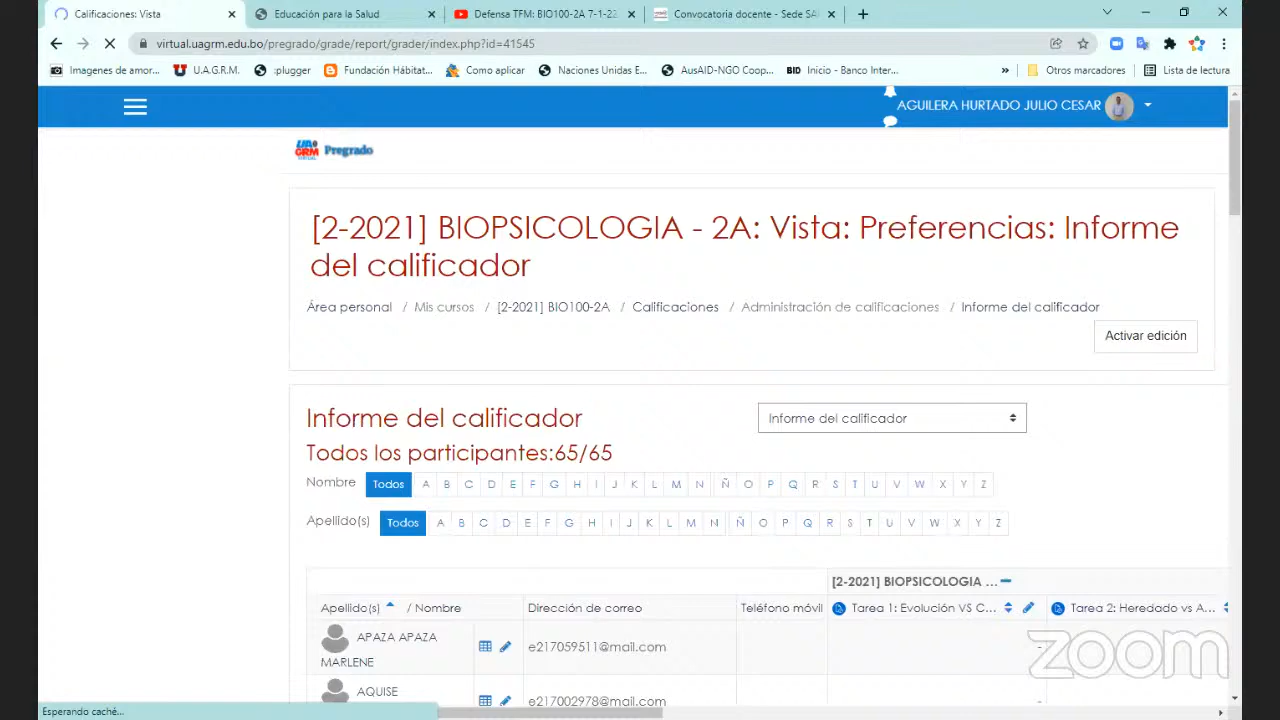 Calificaciones: Vista
Educación para la Salud
Defensa TFM: BIO100-2A 7-1-22
Convocatoria docente - Sede SA
virtual.uagrm.edu.bo/pregrado/grade/report/grader/index.php?id=41545
Imagenes de amor...
U.A.G.R.M.
:plugger
Fundación Hábitat...
Como aplicar
Naciones Unidas E...
AusAID-NGO Coop...
BID Inicio - Banco Inter...
»
Otros marcadores
Lista de lectura
AGUILERA HURTADO JULIO CESAR
UAGRM VIRTUAL Pregrado
[2-2021] BIOPSICOLOGIA - 2A: Vista: Preferencias: Informe
del calificador
Área personal / Mis cursos / [2-2021] BIO100-2A / Calificaciones / Administración de calificaciones / Informe del calificador
Activar edición
Informe del calificador
Informe del calificador
Todos los participantes:65/65
Nombre Todos A B C D E F G H I J K L M N Ñ O P Q R S T U V W X Y Z
Apellido(s) Todos A B C D E F G H I J K L M N Ñ O P Q R S T U V W X Y Z
[2-2021] BIOPSICOLOGIA ...
Apellido(s) / Nombre Dirección de correo Teléfono móvil Tarea 1: Evolución VS C... Tarea 2: Heredado vs A...
APAZA APAZA
MARLENE
e217059511@mail.com
-
AQUISE
e217002978@mail.com
-
zoom
Esperando caché...